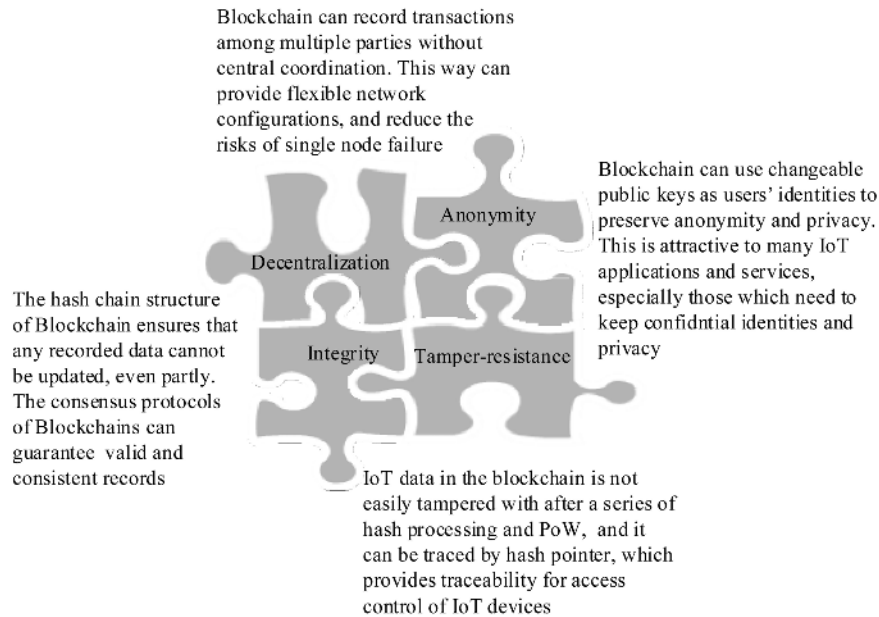 Blockchain can record transactions
among multiple parties without
central coordination. This way can
provide flexible network
configurations, and reduce the
risks of single node failure
Anonymity
Decentralization
Blockchain can use changeable
public keys as users' identities to
preserve anonymity and privacy.
This is attractive to many IoT
applications and services,
especially those which need to
keep confidntial identities and
privacy
The hash chain structure
of Blockchain ensures that
any recorded data cannot
be updated, even partly.
The consensus protocols
of Blockchains can
guarantee valid and
consistent records
Integrity
Tamper-resistance
IoT data in the blockchain is not
easily tampered with after a series of
hash processing and PoW, and it
can be traced by hash pointer, which
provides traceability for access
control of IoT devices